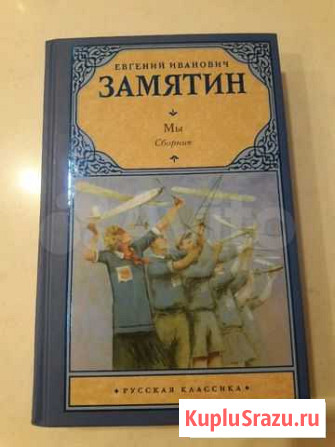 ЕВГЕНИЙ ИВАНОВИЧ
ЗАМЯТИН
Мы
Сборник
РУССКАЯ КЛАССИКА
KupluSrazu.ru